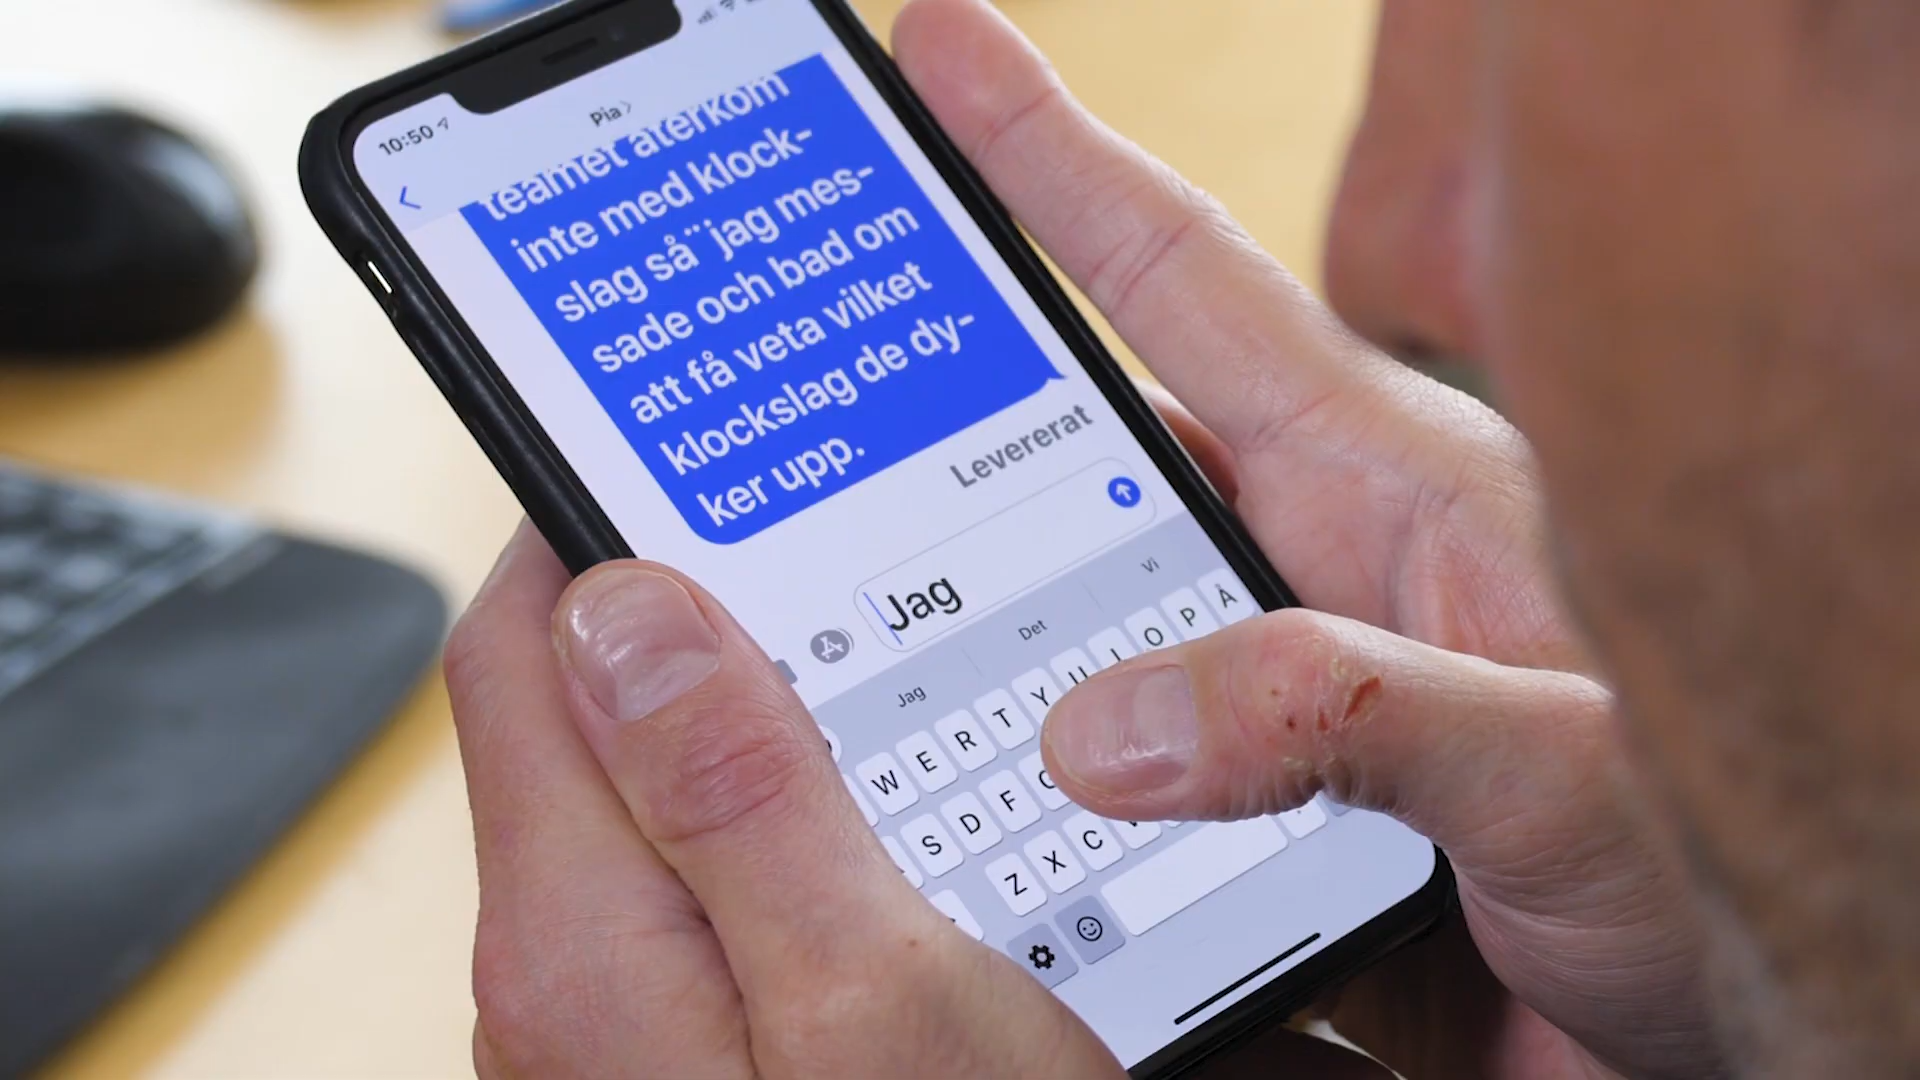 10:50
Pia
teamet återkom
inte med klock-
slag så¨ jag mes-
sade och bad om
att få veta vilket
klockslag de dy-
ker upp.
Levererat
Jag
Jag Det Vi
W E R T Y U I O P Å
S D F
Z X C